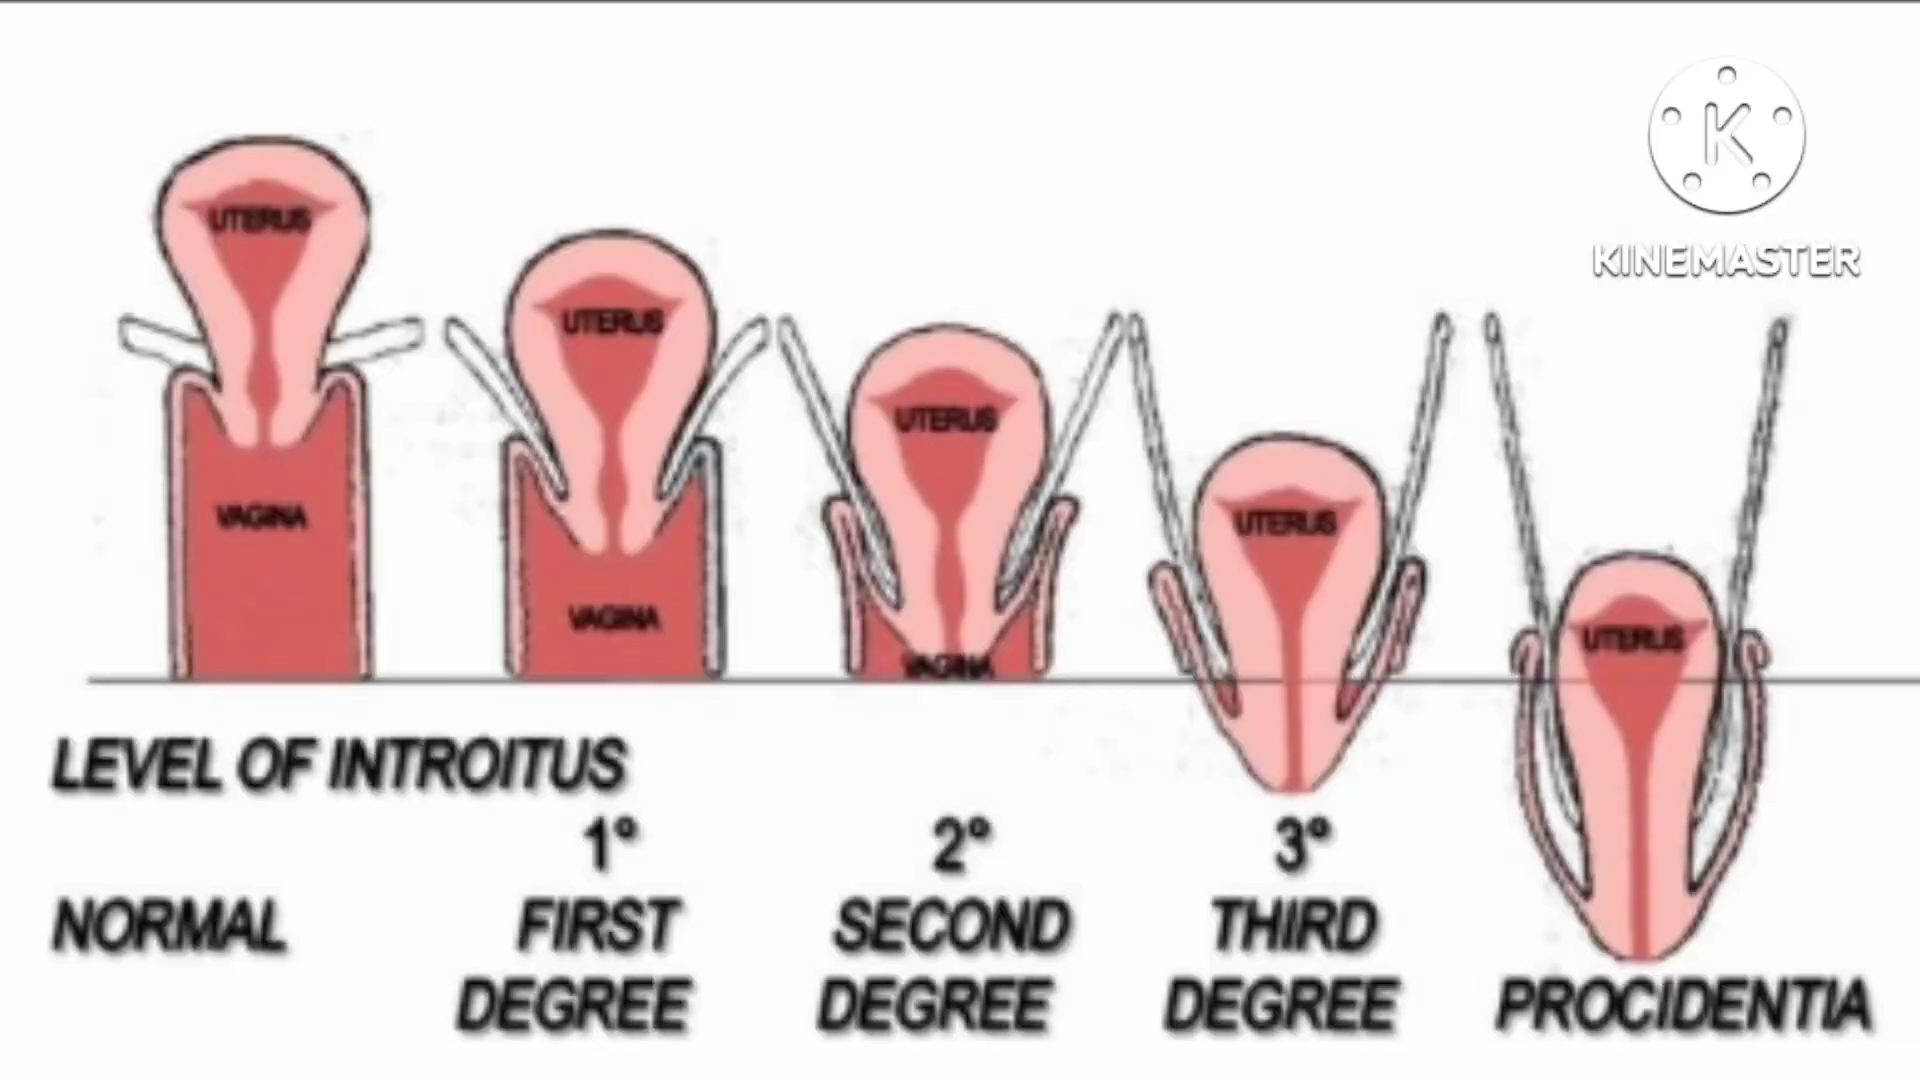 K
KINEMASTER
UTERUS
UTERUS
UTERUS
UTERUS
UTERUS
VAGINA
VAGINA
VAGINA
LEVEL OF INTROITUS
1° 2° 3°
NORMAL FIRST SECOND THIRD
DEGREE DEGREE DEGREE PROCIDENTIA